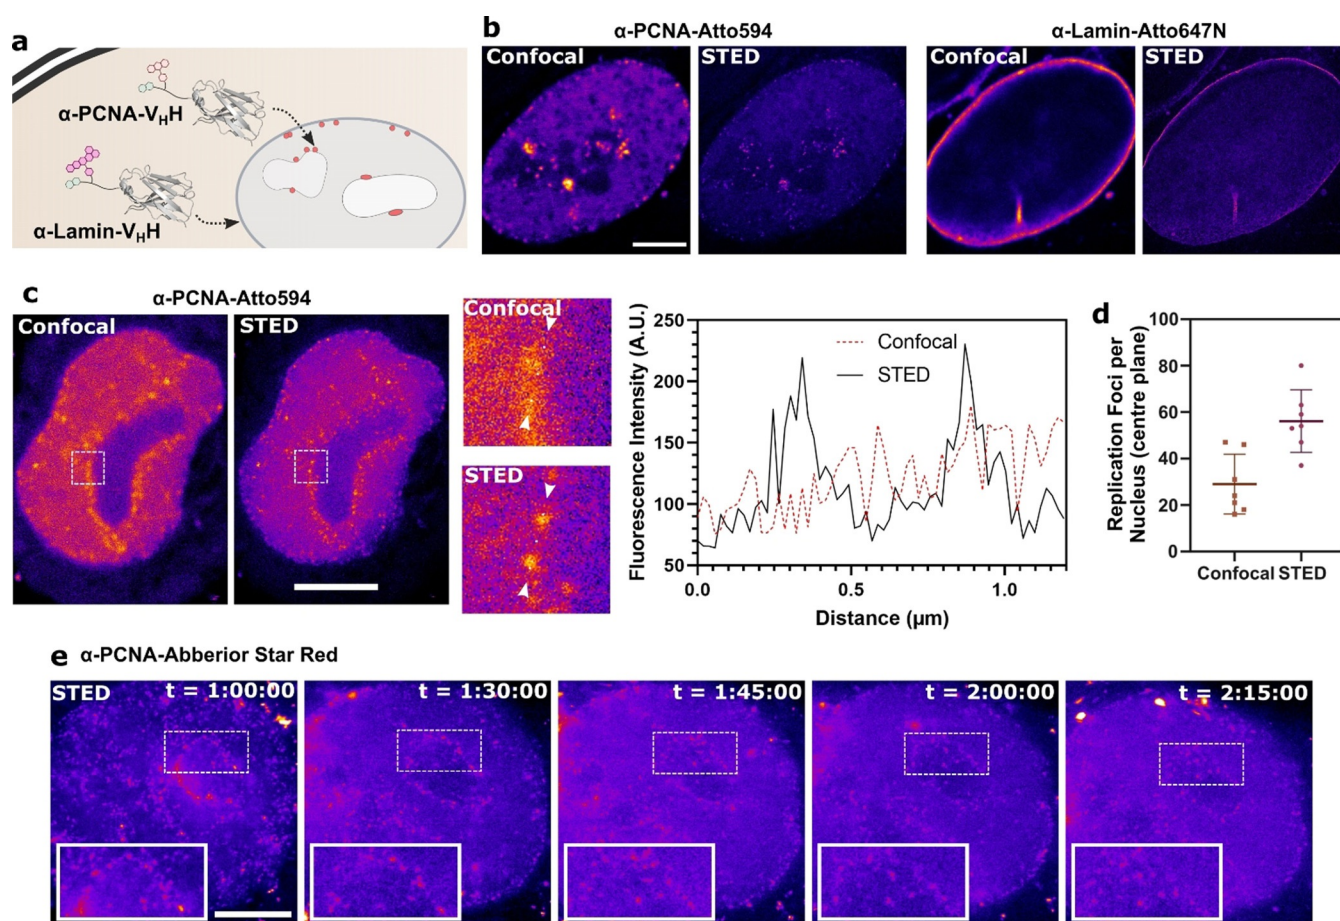 a
α-PCNA-VHH
α-Lamin-VHH
b
α-PCNA-Atto594
α-Lamin-Atto647N
Confocal
STED
Confocal
STED
c
α-PCNA-Atto594
Confocal
STED
Confocal
STED
Fluorescence Intensity (A.U.)
250
200
150
100
50
Confocal
STED
0.0
0.5
1.0
Distance (µm)
d
Replication Foci per
Nucleus (centre plane)
100
80
60
40
20
0
Confocal
STED
e
α-PCNA-Abberior Star Red
STED
t = 1:00:00
t = 1:30:00
t = 1:45:00
t = 2:00:00
t = 2:15:00